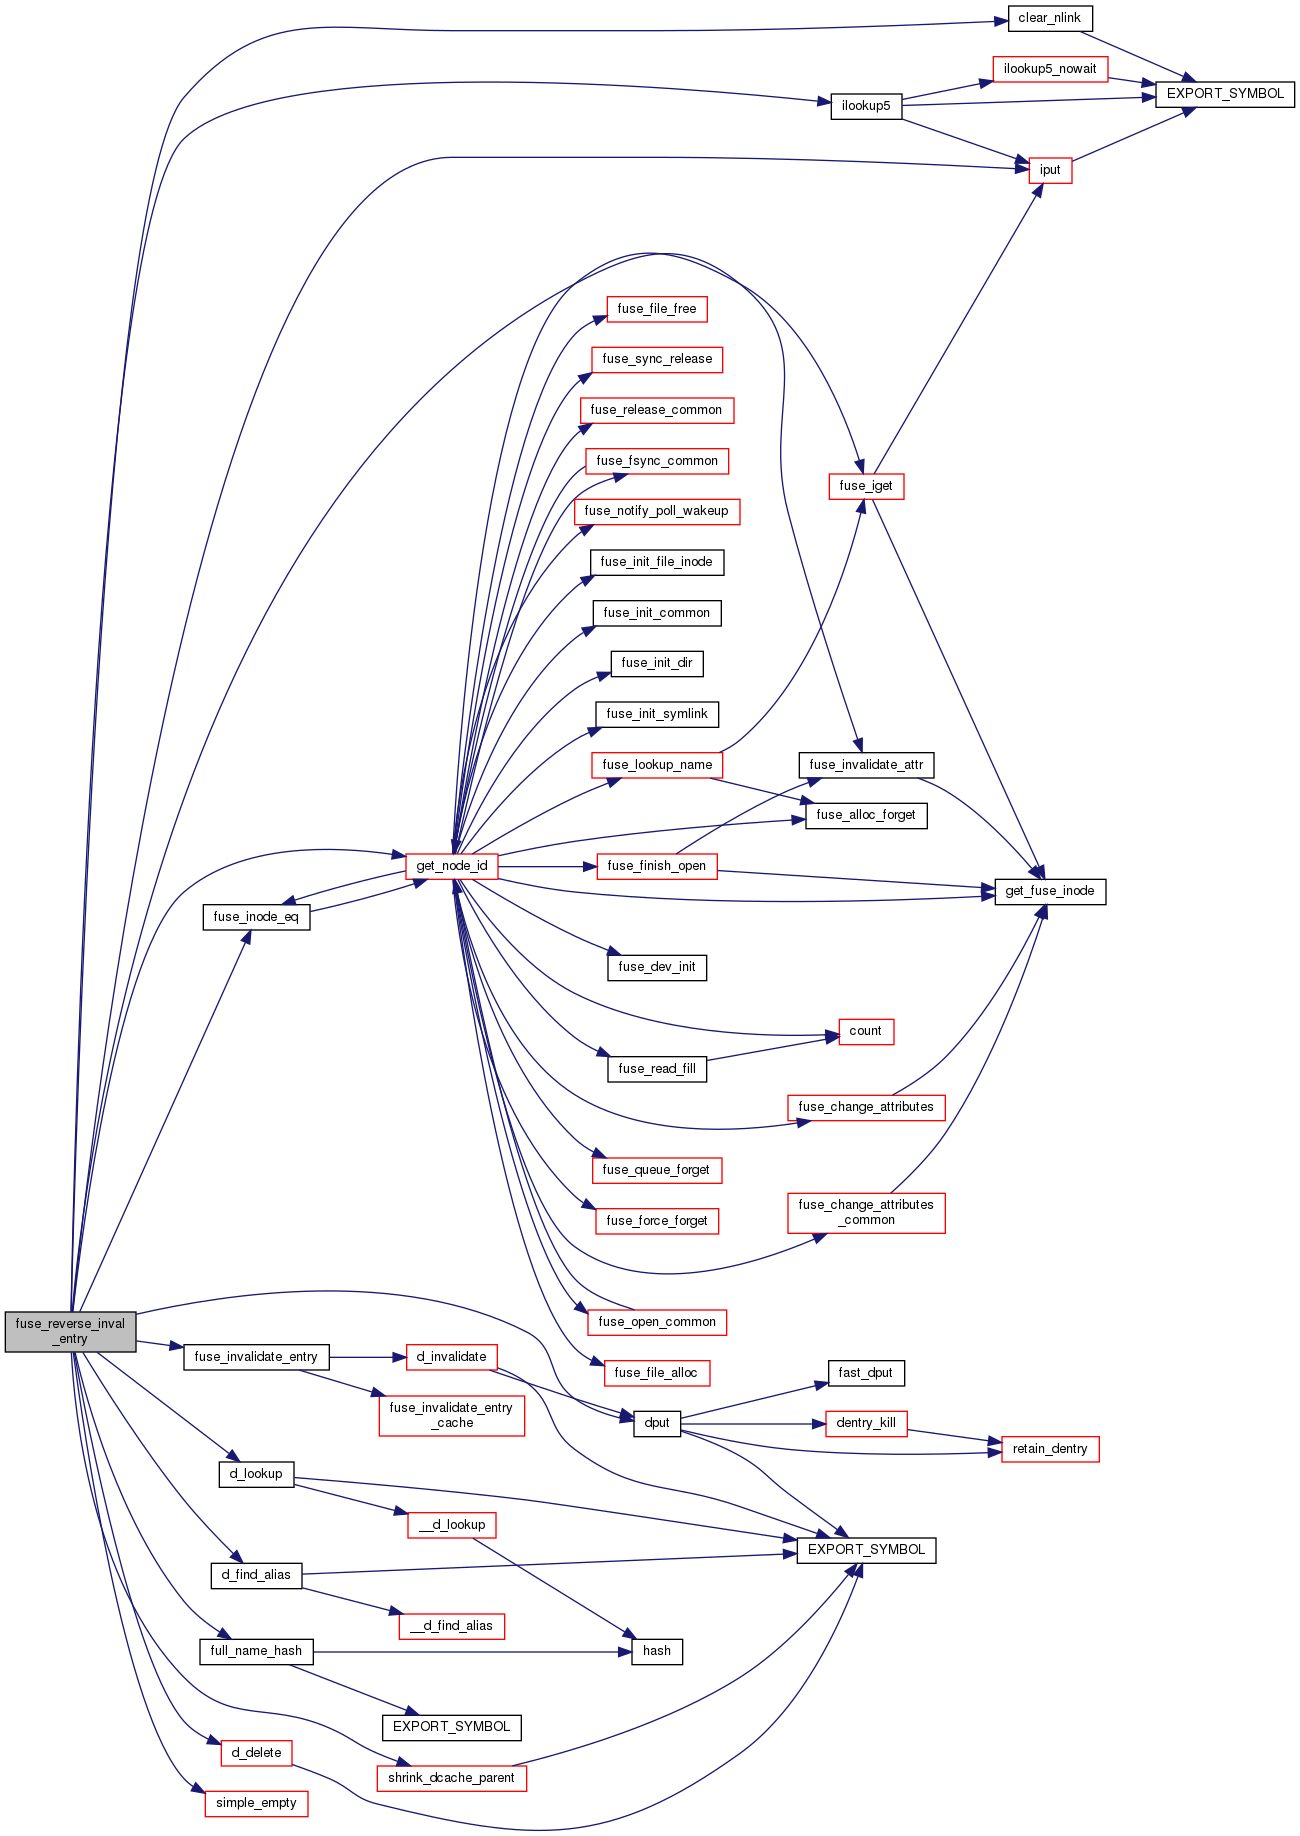 clear_nlink
ilookup5_nowait
EXPORT_SYMBOL
ilookup5
iput
fuse_file_free
fuse_sync_release
fuse_release_common
fuse_fsync_common
fuse_iget
fuse_notify_poll_wakeup
fuse_init_file_inode
fuse_init_common
fuse_init_dir
fuse_init_symlink
fuse_lookup_name
fuse_invalidate_attr
fuse_alloc_forget
get_node_id
fuse_finish_open
get_fuse_inode
fuse_inode_eq
fuse_dev_init
count
fuse_read_fill
fuse_change_attributes
fuse_queue_forget
fuse_change_attributes
_common
fuse_force_forget
fuse_reverse_inval
_entry
fuse_open_common
fuse_invalidate_entry
d_invalidate
fuse_file_alloc
fast_dput
fuse_invalidate_entry
_cache
dput
dentry_kill
retain_dentry
d_lookup
__d_lookup
EXPORT_SYMBOL
d_find_alias
__d_find_alias
full_name_hash
hash
EXPORT_SYMBOL
d_delete
shrink_dcache_parent
simple_empty